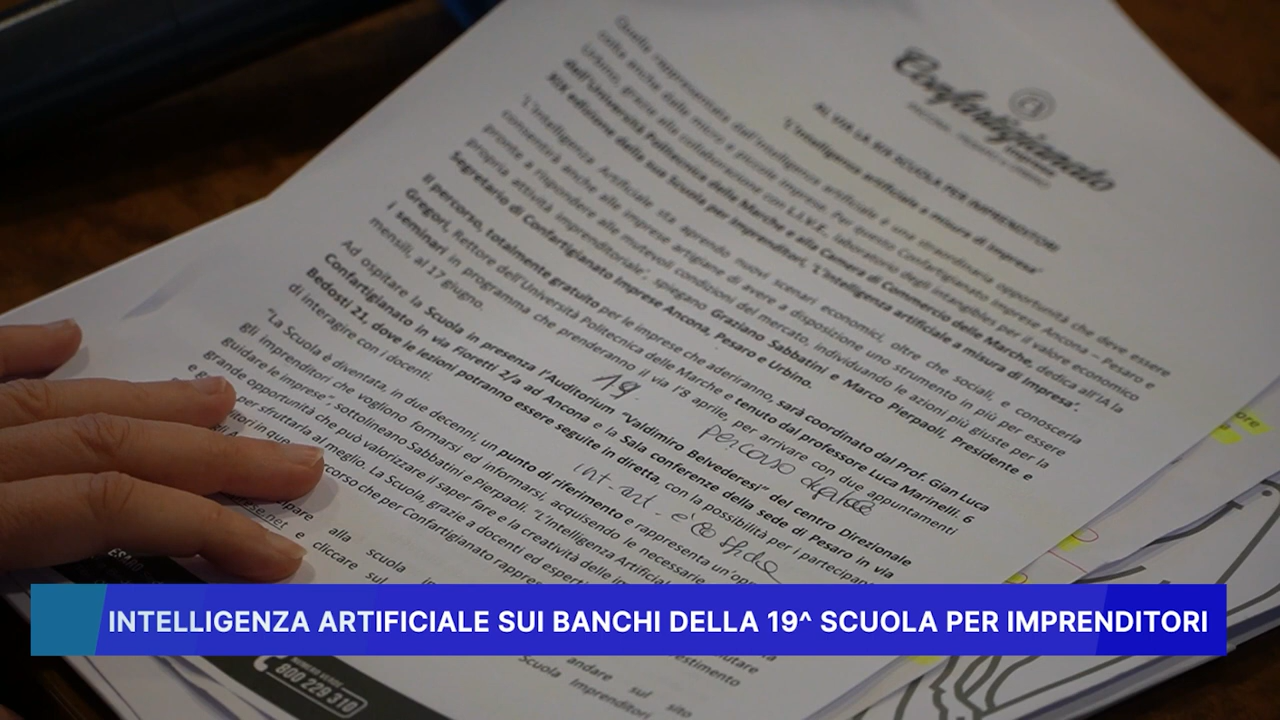 Confartigianato
IMPRESE
AL VIA LA XIX SCUOLA PER IMPRENDITORI
'L'Intelligenza artificiale a misura di Impresa'
Quella rappresentata dall'intelligenza artificiale è una straordinaria opportunità che deve essere
colta anche dalle micro e piccole imprese. Per questo Confartigianato Imprese Ancona – Pesaro e
Urbino, grazie alla collaborazione con L.I.V.E. laboratorio degli intangibles per il valore economico
dell'Università Politecnica delle Marche e alla Camera di Commercio delle Marche, dedica all'IA la
XIX edizione della sua Scuola per Imprenditori, 'L'Intelligenza artificiale a misura di Impresa'.
"L'Intelligenza Artificiale sta aprendo nuovi scenari economici, oltre che sociali, e conoscerla
consentirà anche alle imprese artigiane di avere a disposizione uno strumento in più per essere
pronte a rispondere alle mutevoli condizioni del mercato, individuando le azioni più giuste per la
propria attività imprenditoriale", spiegano Graziano Sabbatini e Marco Pierpaoli, Presidente e
Segretario di Confartigianato Imprese Ancona, Pesaro e Urbino.
Il percorso, totalmente gratuito per le imprese che aderiranno, sarà coordinato dal Prof. Gian Luca
Gregori, Rettore dell'Università Politecnica delle Marche e tenuto dal professore Luca Marinelli. 6
i seminari in programma che prenderanno il via l'8 aprile, per arrivare con due appuntamenti
mensili, al 17 giugno.
19
percorso
Ad ospitare la Scuola in presenza l'Auditorium "Valdimiro Belvederesi" del centro Direzionale
Confartigianato in via Fioretti 2/a ad Ancona e la Sala conferenze della sede di Pesaro in via
Bedosti 21, dove le lezioni potranno essere seguite in diretta, con la possibilità per i partecipanti
di interagire con i docenti.
int-art - è
"La Scuola è diventata, in due decenni, un punto di riferimento e rappresenta un'opp
gli imprenditori che vogliono formarsi ed informarsi, acquisendo le necessarie
guidare le imprese" sottolineano Sabbatini e Pierpaoli. "L'Intelligenza Artificial
grande opportunità che può valorizzare il saper fare e la creatività delle im
per sfruttarla al meglio. La Scuola, grazie a docenti ed esperti
corso che per Confartigianato rappres
alla scuola
e cliccare sul
INTELLIGENZA ARTIFICIALE SUI BANCHI DELLA 19^ SCUOLA PER IMPRENDITORI
andare sul sito
Scuola Imprenditori
NUMERO VERDE
800 229 310